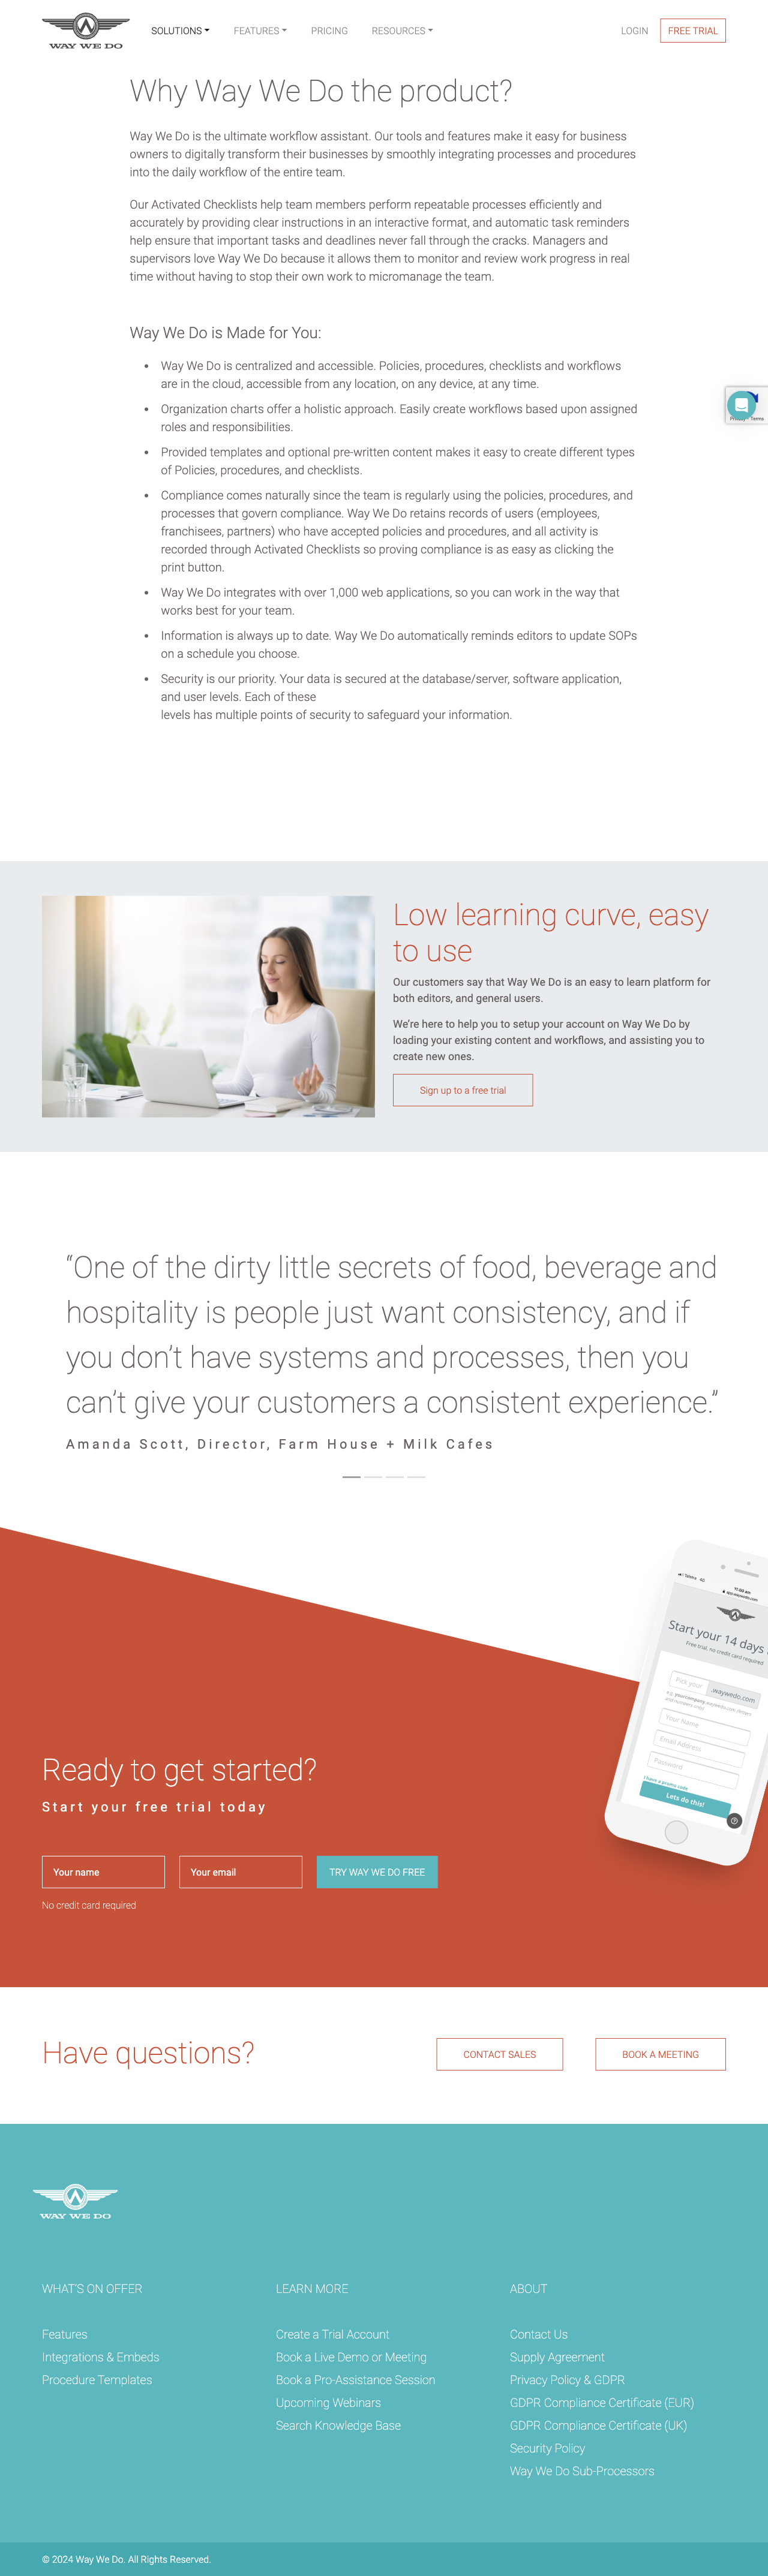 WAY WE DO
SOLUTIONS FEATURES PRICING RESOURCES LOGIN FREE TRIAL
Why Way We Do the product?
Way We Do is the ultimate workflow assistant. Our tools and features make it easy for business
owners to digitally transform their businesses by smoothly integrating processes and procedures
into the daily workflow of the entire team.
Our Activated Checklists help team members perform repeatable processes efficiently and
accurately by providing clear instructions in an interactive format, and automatic task reminders
help ensure that important tasks and deadlines never fall through the cracks. Managers and
supervisors love Way We Do because it allows them to monitor and review work progress in real
time without having to stop their own work to micromanage the team.
Way We Do is Made for You:
• Way We Do is centralized and accessible. Policies, procedures, checklists and workflows
are in the cloud, accessible from any location, on any device, at any time.
• Organization charts offer a holistic approach. Easily create workflows based upon assigned
roles and responsibilities.
• Provided templates and optional pre-written content makes it easy to create different types
of Policies, procedures, and checklists.
• Compliance comes naturally since the team is regularly using the policies, procedures, and
processes that govern compliance. Way We Do retains records of users (employees,
franchisees, partners) who have accepted policies and procedures, and all activity is
recorded through Activated Checklists so proving compliance is as easy as clicking the
print button.
• Way We Do integrates with over 1,000 web applications, so you can work in the way that
works best for your team.
• Information is always up to date. Way We Do automatically reminds editors to update SOPs
on a schedule you choose.
• Security is our priority. Your data is secured at the database/server, software application,
and user levels. Each of these
levels has multiple points of security to safeguard your information.
Terms
Low learning curve, easy
to use
Our customers say that Way We Do is an easy to learn platform for
both editors, and general users.
We're here to help you to setup your account on Way We Do by
loading your existing content and workflows, and assisting you to
create new ones.
Sign up to a free trial
“One of the dirty little secrets of food, beverage and
hospitality is people just want consistency, and if
you don’t have systems and processes, then you
can’t give your customers a consistent experience.”
Amanda Scott, Director, Farm House + Milk Cafes
Start your 14 days
Free trial, no credit card required
Pick your .waywedo.com
Your Name
Email Address
Password
I have a promo code
Lets do this!
Ready to get started?
Start your free trial today
Your name Your email TRY WAY WE DO FREE
No credit card required
Have questions? CONTACT SALES BOOK A MEETING
WAY WE DO
WHAT'S ON OFFER
Features
Integrations & Embeds
Procedure Templates
LEARN MORE
Create a Trial Account
Book a Live Demo or Meeting
Book a Pro-Assistance Session
Upcoming Webinars
Search Knowledge Base
ABOUT
Contact Us
Supply Agreement
Privacy Policy & GDPR
GDPR Compliance Certificate (EUR)
GDPR Compliance Certificate (UK)
Security Policy
Way We Do Sub-Processors
© 2024 Way We Do. All Rights Reserved.